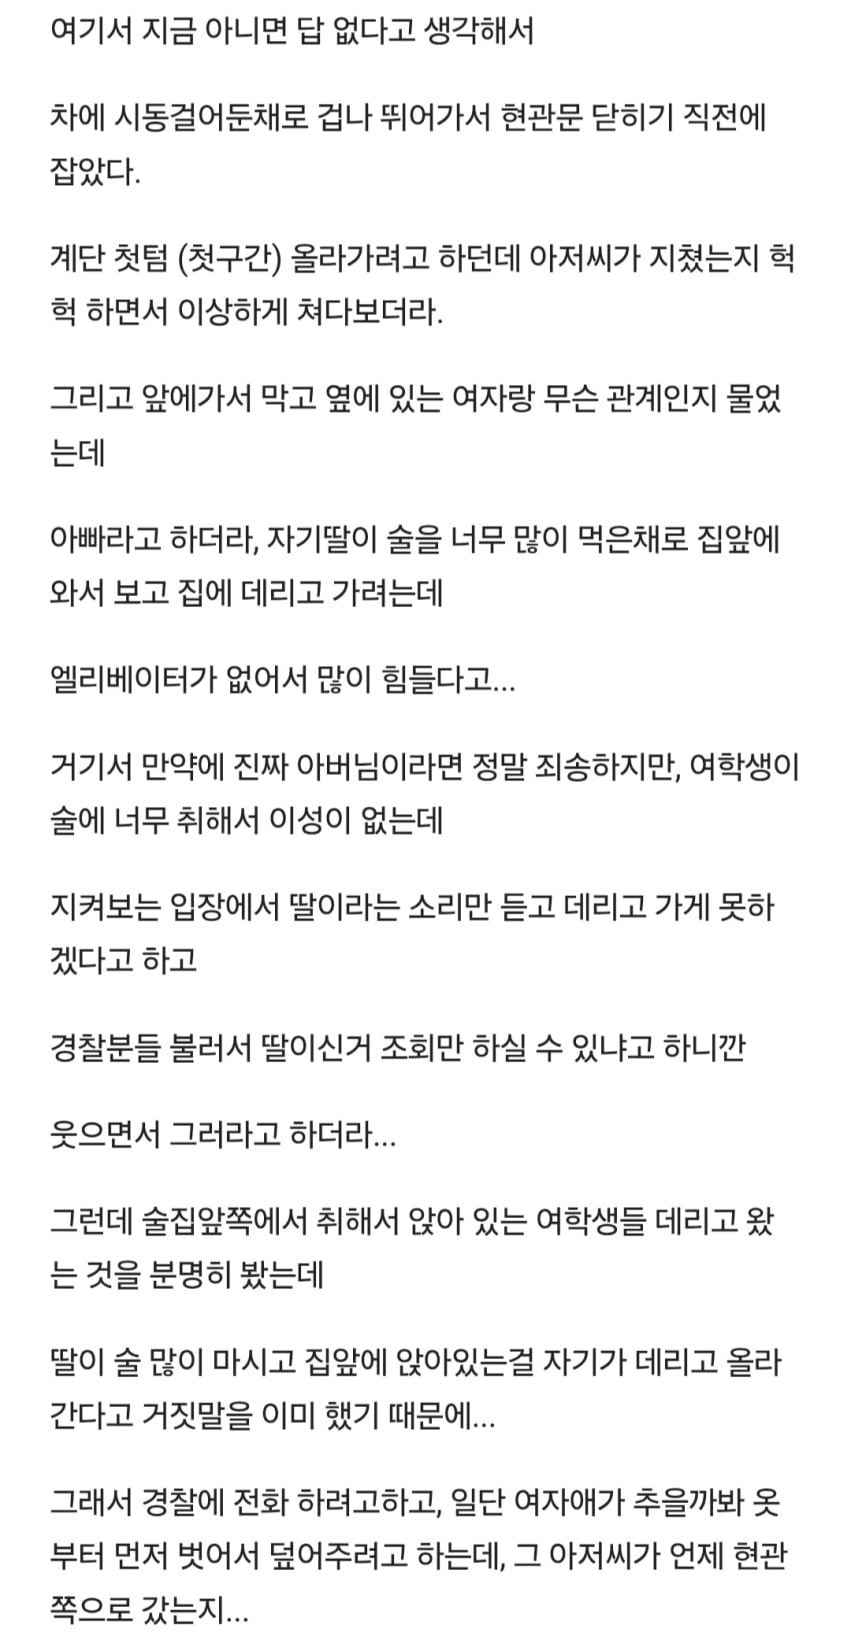 여기서 지금 아니면 답 없다고 생각해서
차에 시동걸어둔채로 겁나 뛰어가서 현관문 닫히기 직전에
잡았다.
계단 첫텀 (첫구간) 올라가려고 하던데 아저씨가 지쳤는지 헉
헉 하면서 이상하게 쳐다보더라.
그리고 앞에가서 막고 옆에 있는 여자랑 무슨 관계인지 물었
는데
아빠라고 하더라, 자기딸이 술을 너무 많이 먹은채로 집앞에
와서 보고 집에 데리고 가려는데
엘리베이터가 없어서 많이 힘들다고...
거기서 만약에 진짜 아버님이라면 정말 죄송하지만, 여학생이
술에 너무 취해서 이성이 없는데
지켜보는 입장에서 딸이라는 소리만 듣고 데리고 가게 못하
겠다고 하고
경찰분들 불러서 딸이신거 조회만 하실 수 있냐고 하니깐
웃으면서 그러라고 하더라...
그런데 술집앞쪽에서 취해서 앉아 있는 여학생들 데리고 왔
는 것을 분명히 봤는데
딸이 술 많이 마시고 집앞에 앉아있는걸 자기가 데리고 올라
간다고 거짓말을 이미 했기 때문에...
그래서 경찰에 전화 하려고하고, 일단 여자애가 추을까봐 옷
부터 먼저 벗어서 덮어주려고 하는데, 그 아저씨가 언제 현관
쪽으로 갔는지...